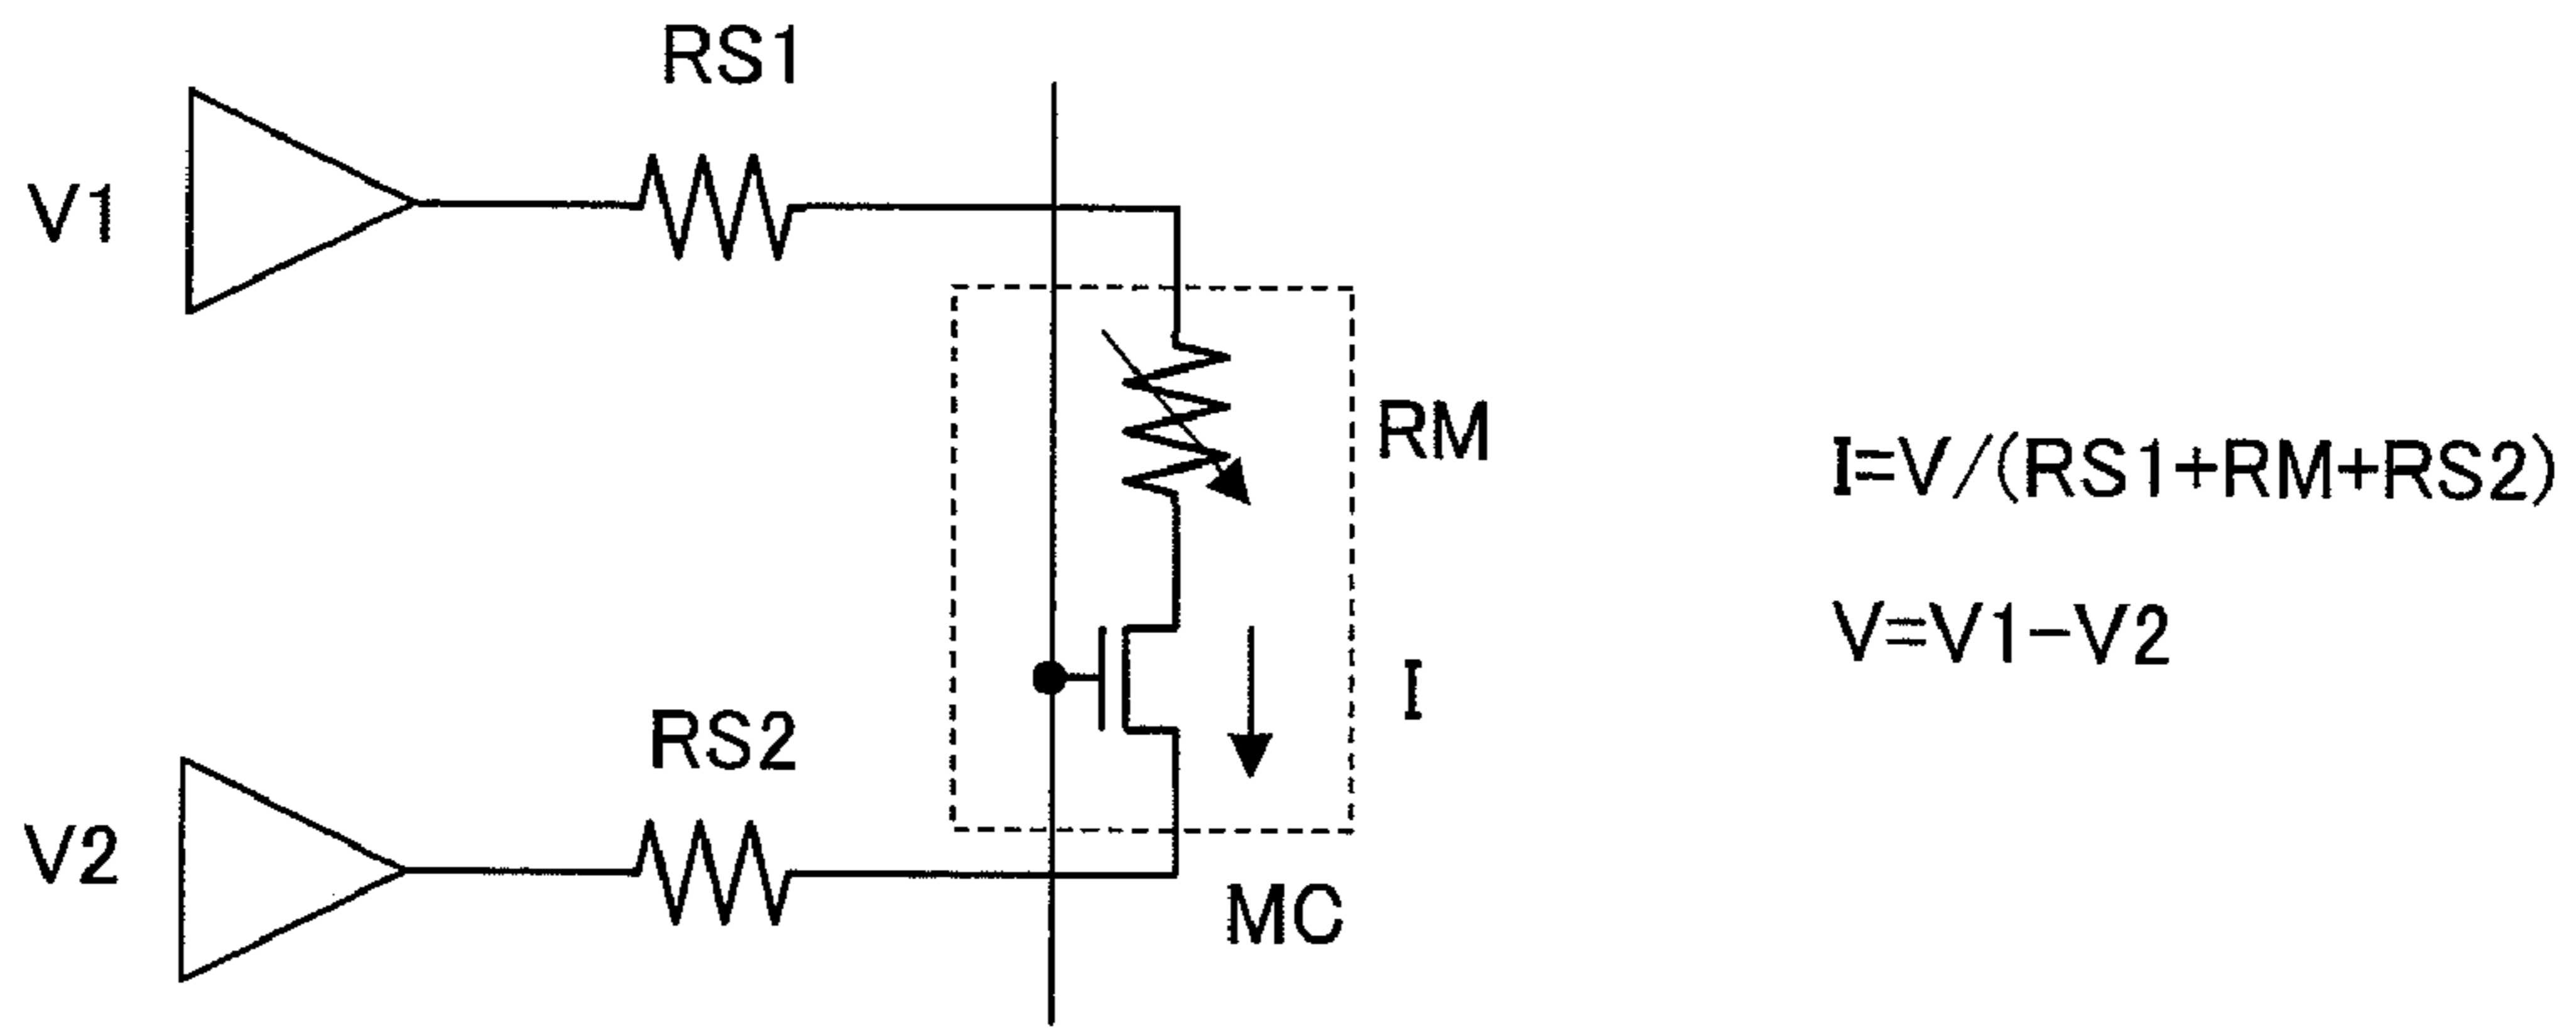 RS1
V1
RM
I=V/(RS1+RM+RS2)
V=V1-V2
I
RS2
V2
MC